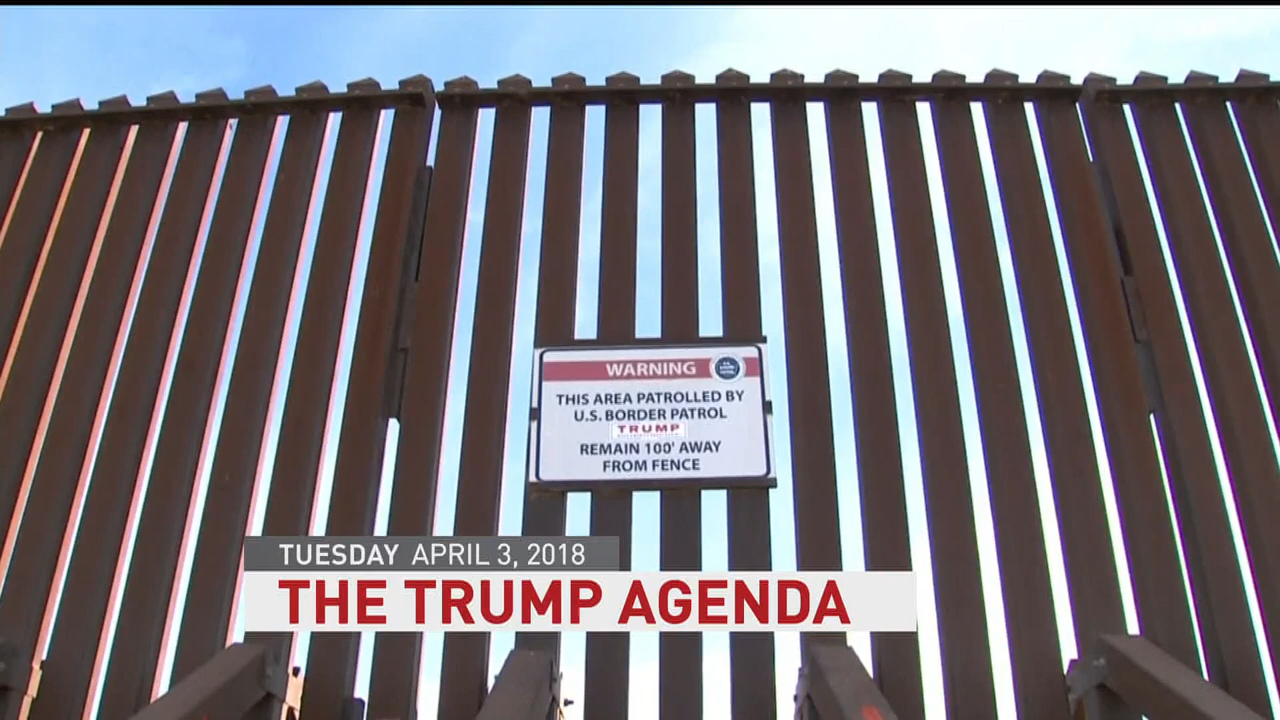 WARNING
THIS AREA PATROLLED BY
U.S. BORDER PATROL
TRUMP
REMAIN 100' AWAY
FROM FENCE
TUESDAY APRIL 3, 2018
THE TRUMP AGENDA